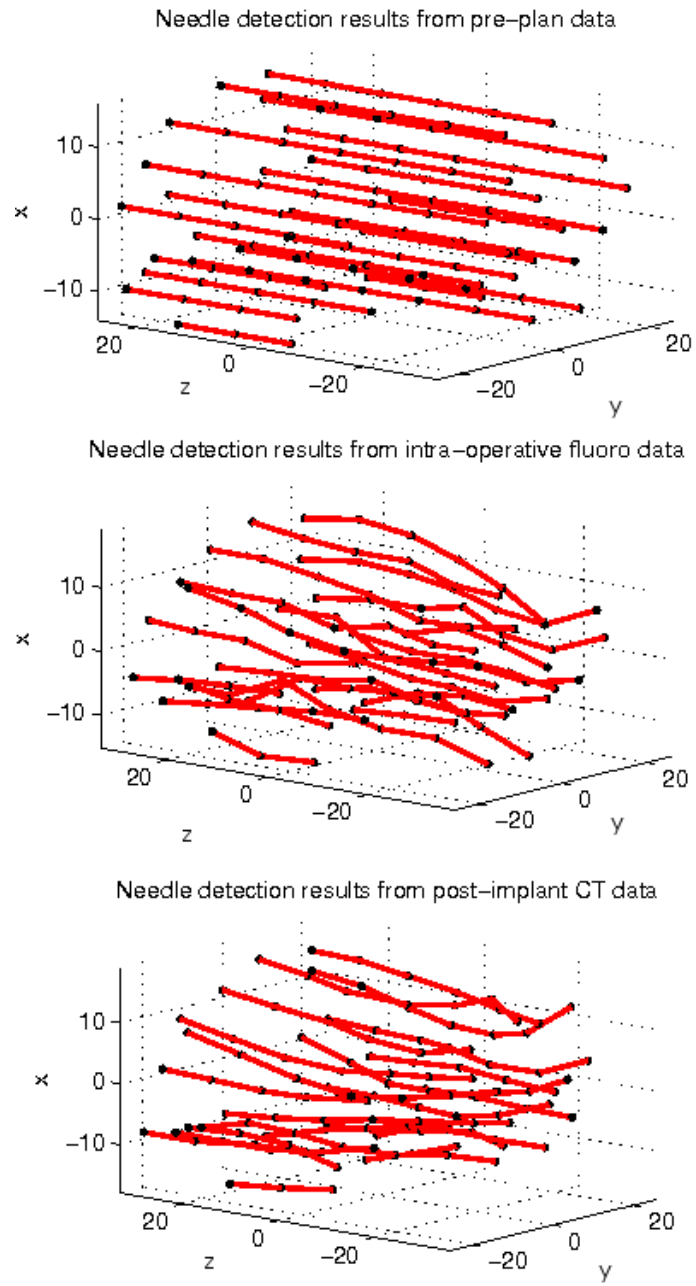 Needle detection results from pre-plan data
10
0
-10
x
20
0
-20
z
-20
0
20
y
Needle detection results from intra-operative fluoro data
10
0
-10
x
20
0
-20
z
-20
0
20
y
Needle detection results from post-implant CT data
10
0
-10
x
20
0
-20
z
-20
0
20
y